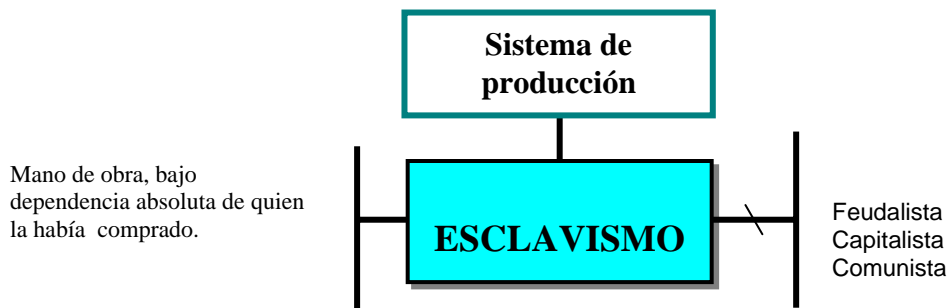 Sistema de
producción
Mano de obra, bajo
dependencia absoluta de quien
la había comprado.
ESCLAVISMO
Feudalista
Capitalista
Comunista